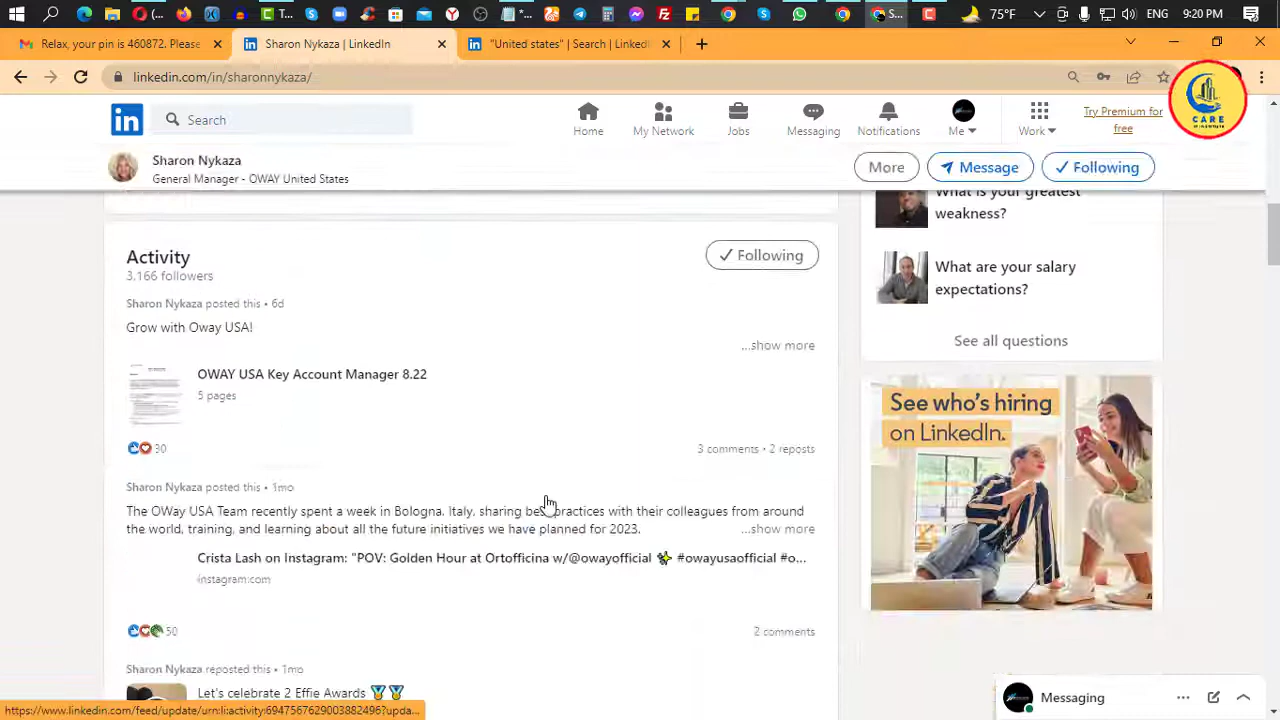 ENG 9:20 PM
75°F
Relax, your pin is 460872. Please
Sharon Nykaza | LinkedIn
"United states" | Search | Linked
linkedin.com/in/sharonnykaza/
CARE
in
Search
Home
My Network
Jobs
Messaging
Notifications
Me
Work
Try Premium for
free
Sharon Nykaza
General Manager - OWAY United States
More
Message
Following
What is your greatest
weakness?
What are your salary
expectations?
See all questions
Activity
3,166 followers
Following
Sharon Nykaza posted this • 6d
Grow with Oway USA!
...show more
OWAY USA Key Account Manager 8.22
5 pages
30
3 comments • 2 reposts
Sharon Nykaza posted this • 1mo
The OWay USA Team recently spent a week in Bologna, Italy, sharing best practices with their colleagues from around
the world, training, and learning about all the future initiatives we have planned for 2023.
...show more
Crista Lash on Instagram: "POV: Golden Hour at Ortofficina w/@owayofficial ✨ #owayusaofficial #o...
instagram.com
50
2 comments
Sharon Nykaza reposted this • 1mo
Let's celebrate 2 Effie Awards 🏅🏅
See who's hiring
on LinkedIn.
Messaging